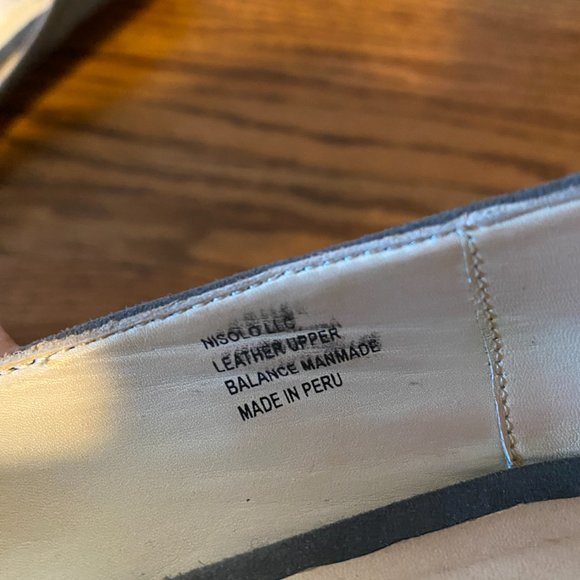 NISOLO LLC.
LEATHER UPPER
BALANCE MANMADE
MADE IN PERU